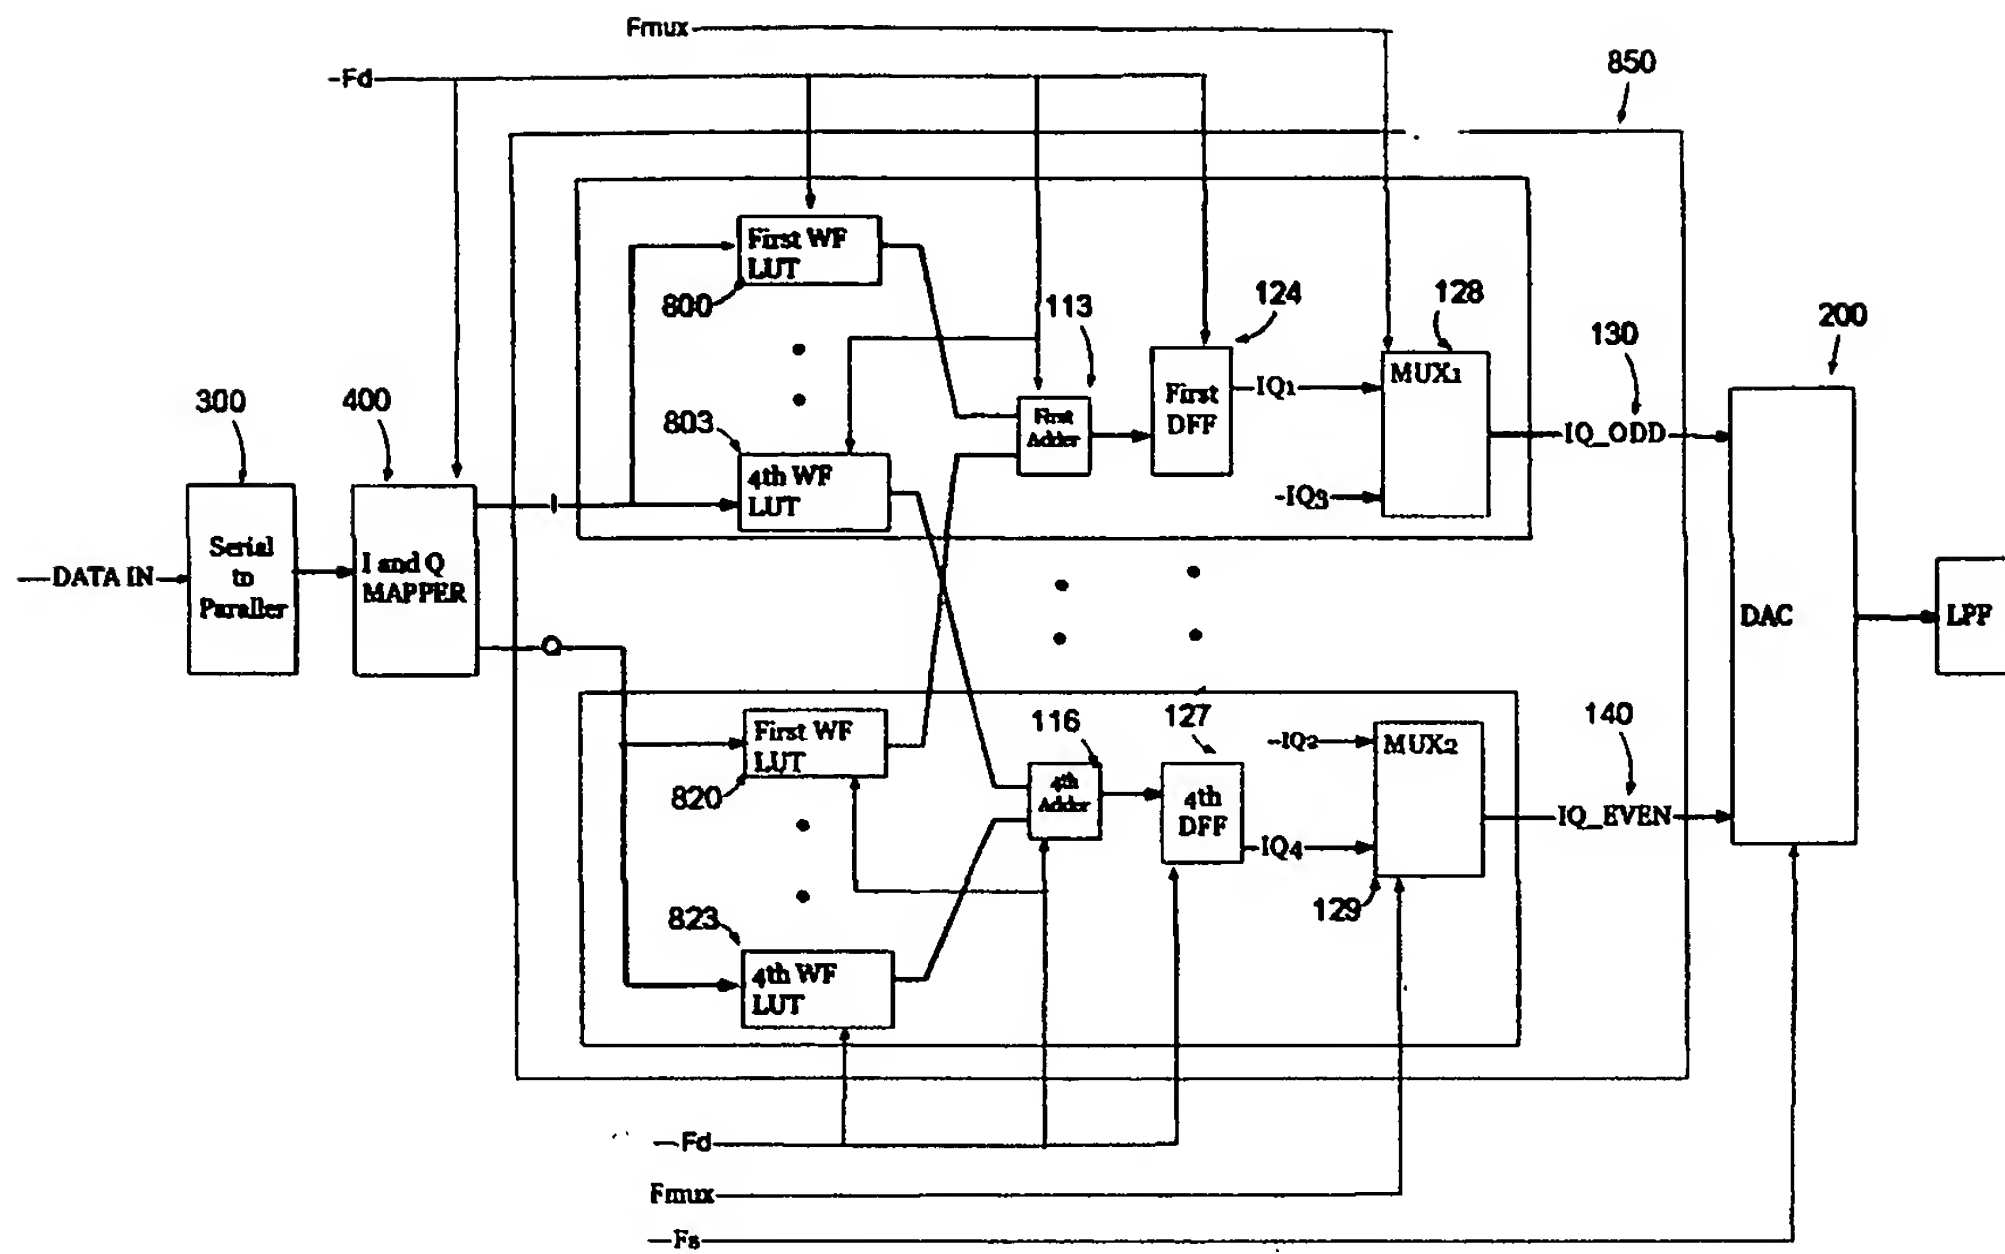 Fmux
Fd
850
First WF
LUT
800
113
124
128
130
200
300
400
803
4th WF
LUT
First
Adder
First
DFF
IQ1
MUX1
IQ3
IQ_ODD
Serial
to
Paraller
DATA IN
I and Q
MAPPER
I
Q
DAC
LPF
First WF
LUT
820
116
127
IQ2
MUX2
140
4th
Adder
4th
DFF
IQ4
129
IQ_EVEN
823
4th WF
LUT
Fd
Fmux
Fs